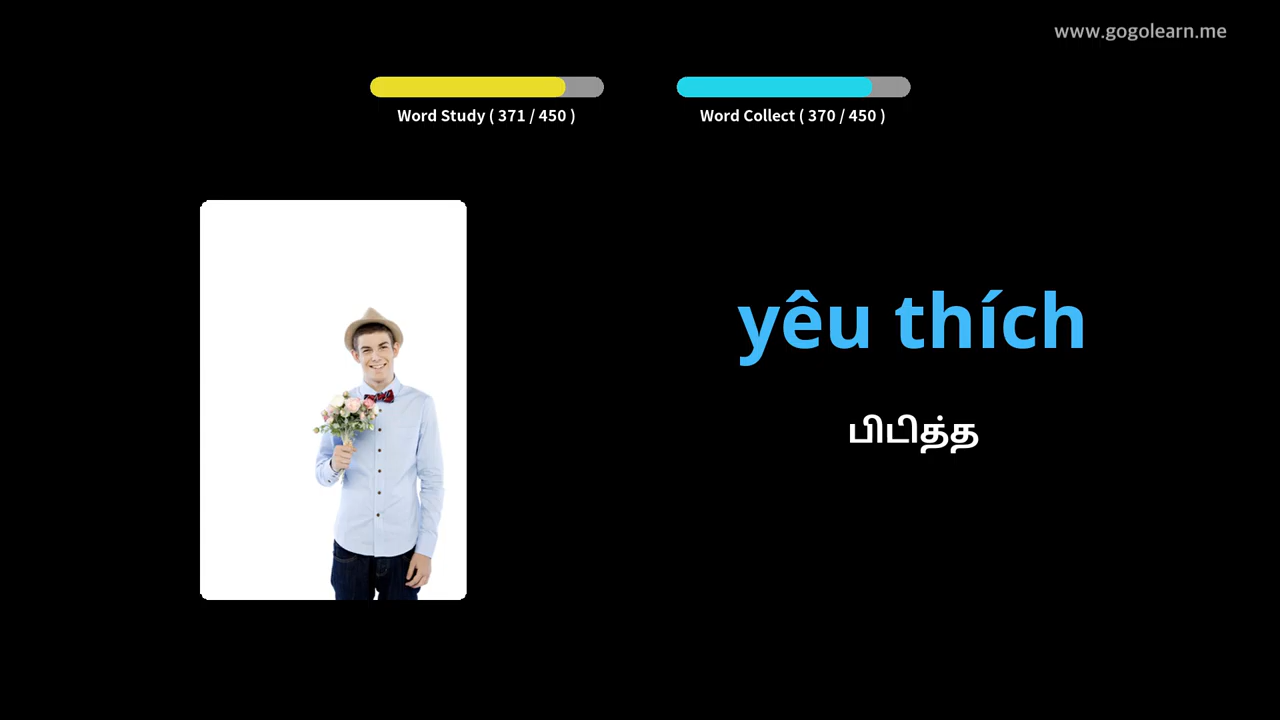 www.gogolearn.me
Word Study ( 371 / 450 )
Word Collect ( 370 / 450 )
yêu thích
பிடித்த